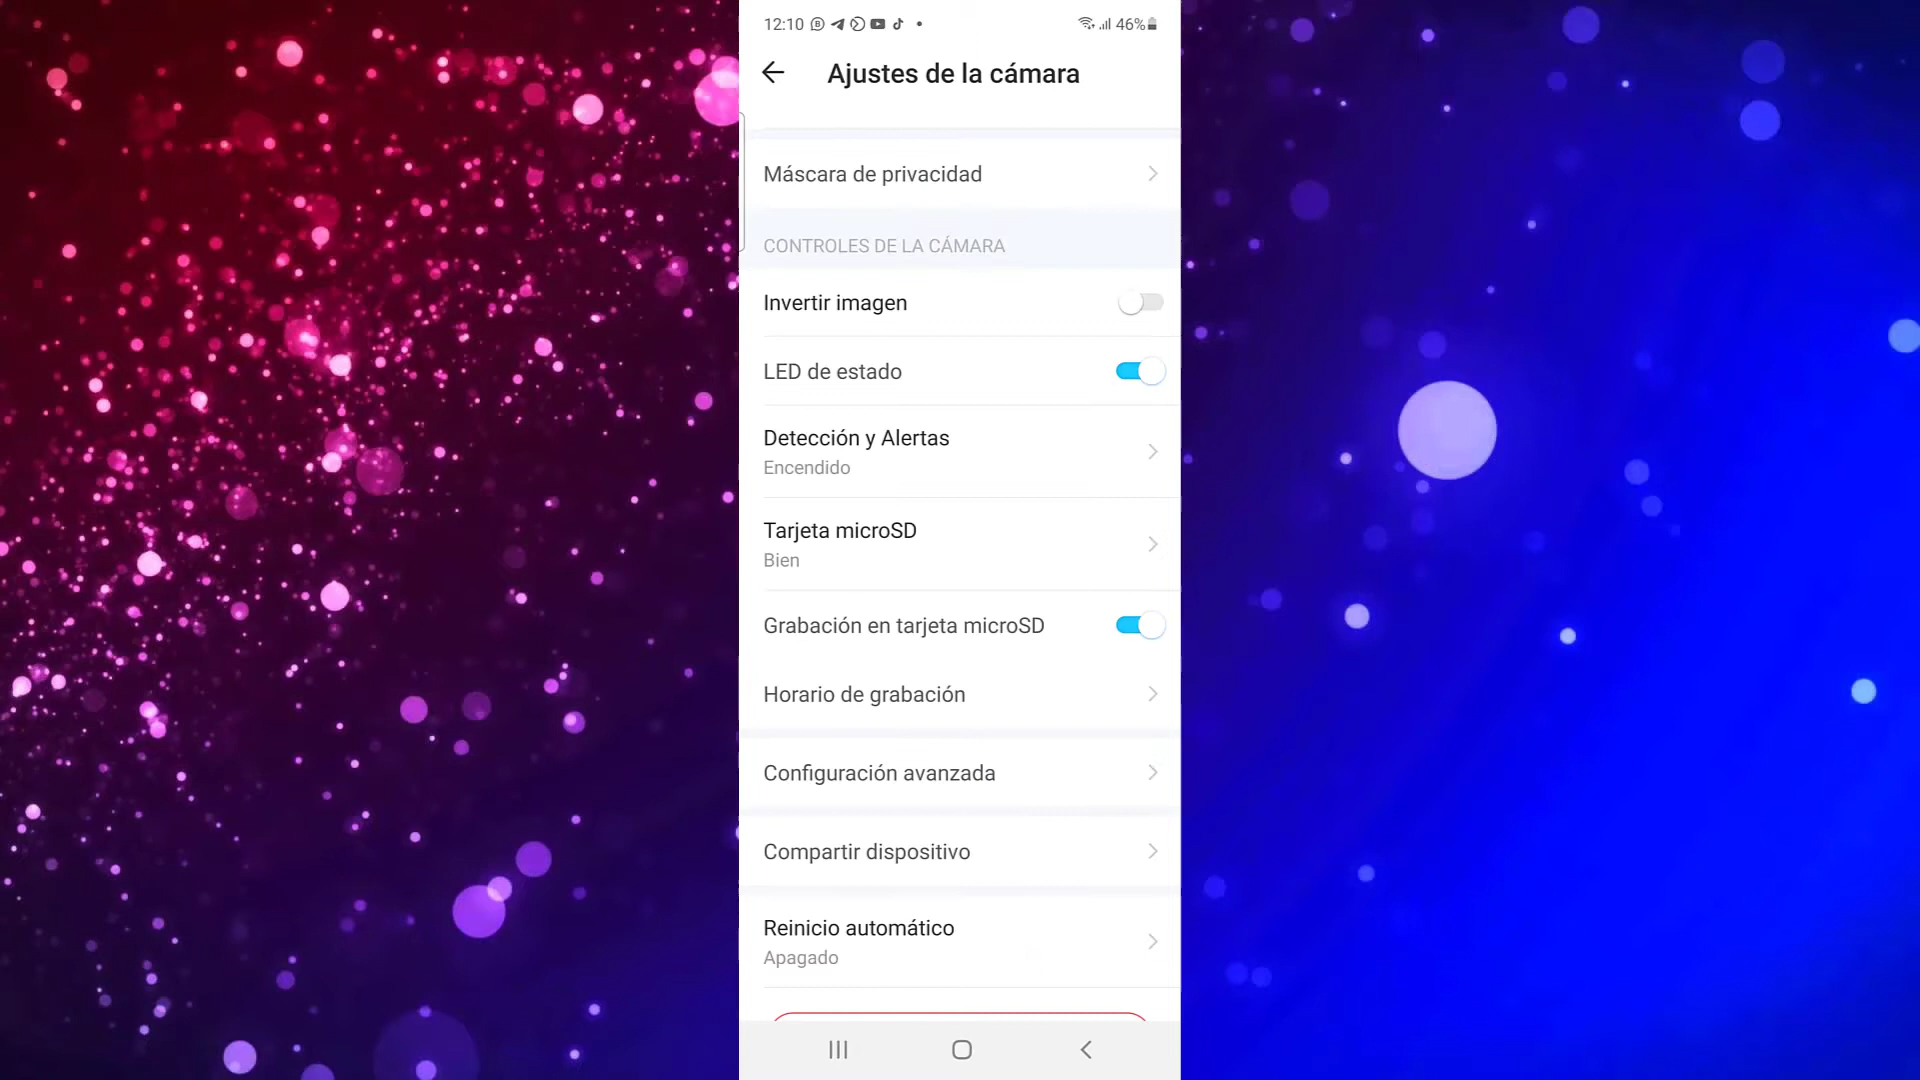 12:10 46%
Ajustes de la cámara
Máscara de privacidad
CONTROLES DE LA CÁMARA
Invertir imagen
LED de estado
Detección y Alertas
Encendido
Tarjeta microSD
Bien
Grabación en tarjeta microSD
Horario de grabación
Configuración avanzada
Compartir dispositivo
Reinicio automático
Apagado